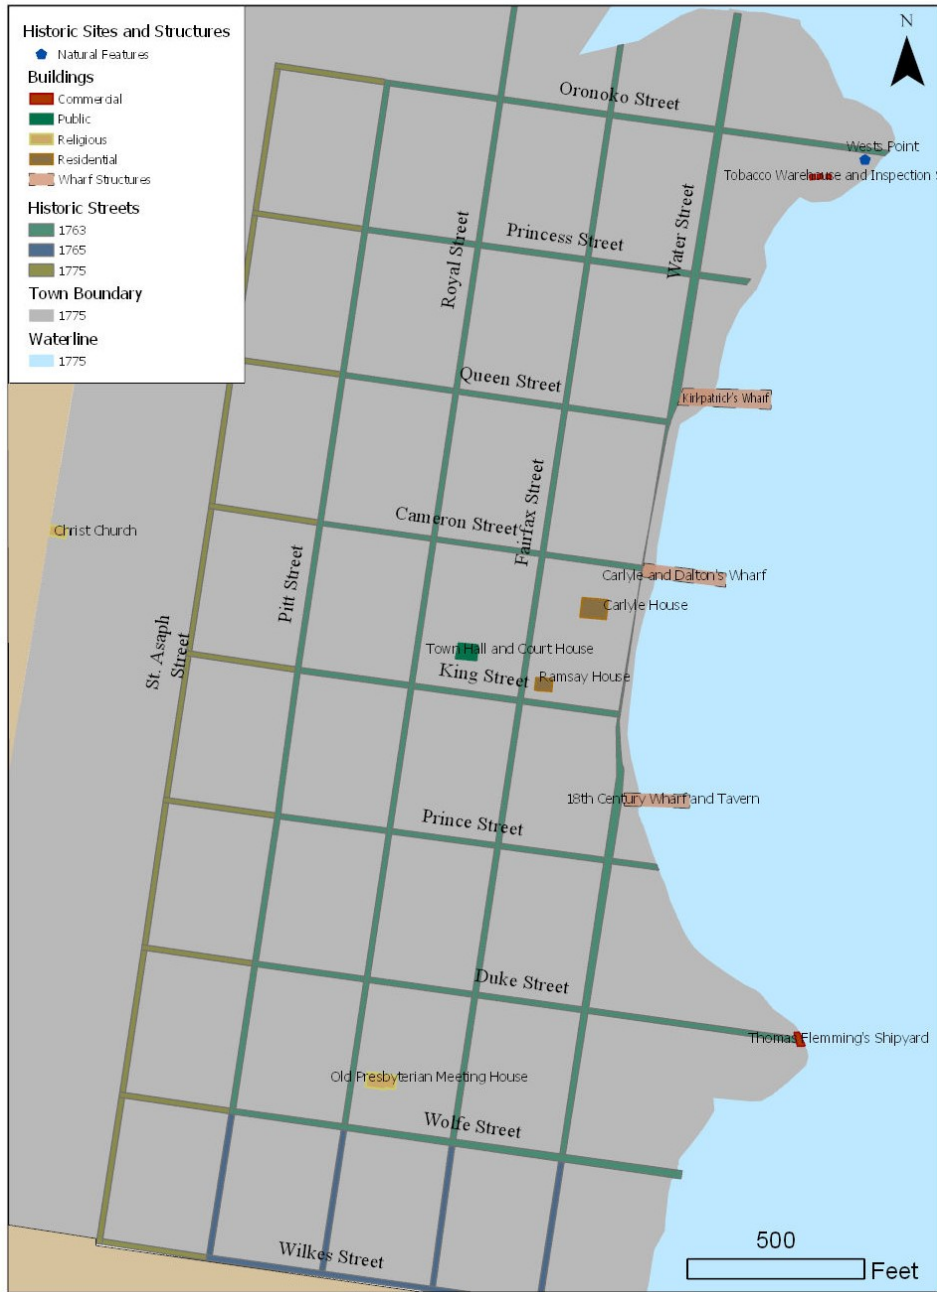 Historic Sites and Structures
Natural Features
Buildings
Commercial
Public
Religious
Residential
Wharf Structures
Historic Streets
1763
1765
1775
Town Boundary
1775
Waterline
1775
N
Oronoko Street
Wests Point
Tobacco Warehouse and Inspection S
Water Street
Princess Street
Royal Street
Queen Street
Kirkpatrick's Wharf
Fairfax Street
Cameron Street
Christ Church
Pitt Street
Carlyle and Dalton's Wharf
Carlyle House
St. Asaph
Street
Town Hall and Court House
King Street
Ramsay House
18th Century Wharf and Tavern
Prince Street
Duke Street
Thomas Flemming's Shipyard
Old Presbyterian Meeting House
Wolfe Street
Wilkes Street
500
Feet